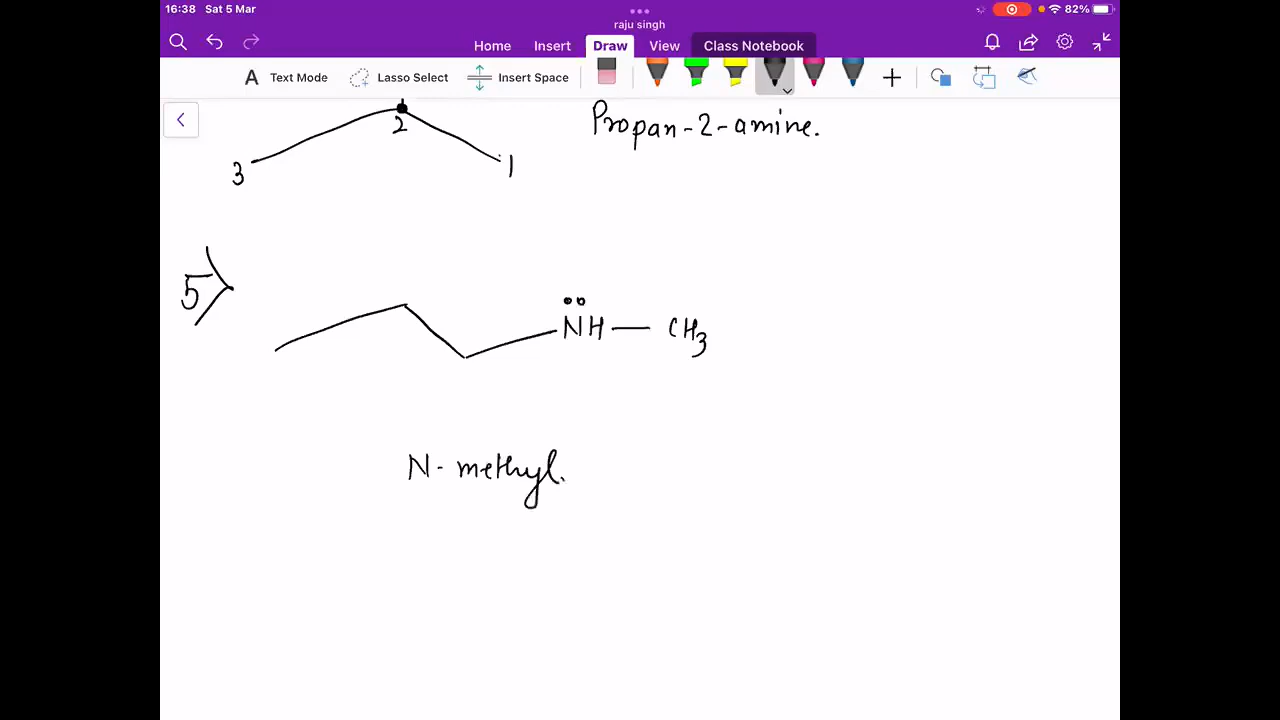 16:38 Sat 5 Mar
82%
raju singh
Home Insert Draw View Class Notebook
A Text Mode Lasso Select Insert Space
2
3
1
Propan-2-amine.
5
NH — CH3
N- methyl.